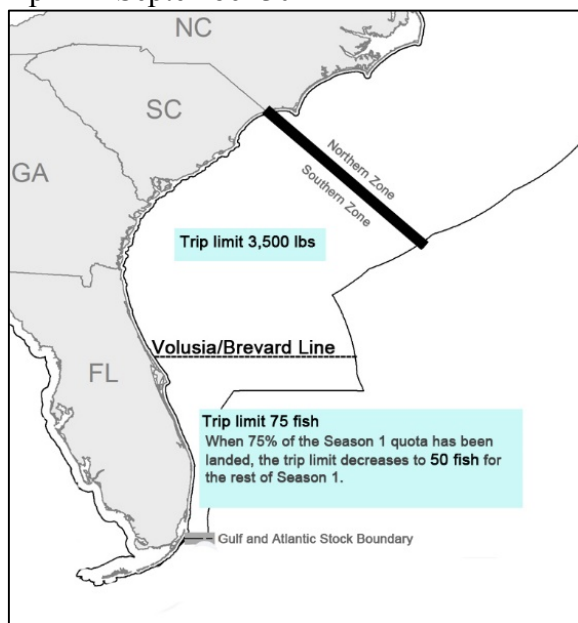 NC
SC
GA
Northern Zone
Southern Zone
Trip limit 3,500 lbs
Volusia/Brevard Line
FL
Trip limit 75 fish
When 75% of the Season 1 quota has been
landed, the trip limit decreases to 50 fish for
the rest of Season 1.
Gulf and Atlantic Stock Boundary